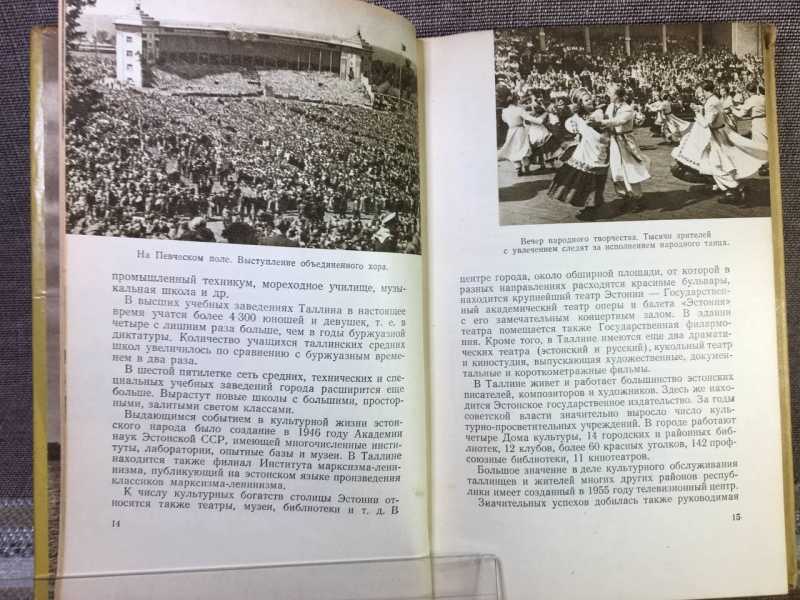 На Певческом поле. Выступление объединенного хора.
промышленный техникум, мореходное училище, музы-
кальная школа и др.
В высших учебных заведениях Таллина в настоящее
время учатся более 4 300 юношей и девушек, т. е. в
четыре с лишним раза больше, чем в годы буржуазной
диктатуры. Количество учащихся таллинских средних
школ увеличилось по сравнению с буржуазным време-
нем в два раза.
В шестой пятилетке сеть средних, технических и спе-
циальных учебных заведений города расширится еще
больше. Вырастут новые школы с большими, простор-
ными, залитыми светом классами.
Выдающимся событием в культурной жизни эстон-
ского народа было создание в 1946 году Академии
наук Эстонской ССР, имеющей многочисленные инсти-
туты, лаборатории, опытные базы и музеи. В Таллине
находится также филиал Института марксизма-лени-
низма, публикующий на эстонском языке произведения
классиков марксизма-ленинизма.
К числу культурных богатств столицы Эстонии от-
носится также театры, музеи, библиотеки и т. д. В
14
Вечер народного творчества. Тысячи зрителей
с увлечением следят за исполнением народного танца.
центре города, около обширной площади, от которой в
разных направлениях расходятся красивые бульвары,
находится крупнейший театр Эстонии — Государствен-
ный академический театр оперы и балета «Эстония»
с его замечательным концертным залом. В здании
театра помещается также Государственная филармо-
ния. Кроме того, в Таллине имеются еще два драмати-
ческих театра (эстонский и русский), кукольный театр
и киностудия, выпускающая художественные, докумен-
тальные и короткометражные фильмы.
В Таллине живет и работает большинство эстонских
писателей, композиторов и художников. Здесь же нахо-
дится Эстонское государственное издательство. За годы
советской власти значительно выросло число куль-
турно-просветительных учреждений. В городе работают
четыре Дома культуры, 14 городских и районных биб-
лиотек, 12 клубов, более 60 красных уголков, 142 проф-
союзные библиотеки, 11 кинотеатров.
Большое значение в деле культурного обслуживания
таллинцев и жителей многих других районов респуб-
лики имеет созданный в 1955 году телевизионный центр.
Значительных успехов добилась также руководимая
15